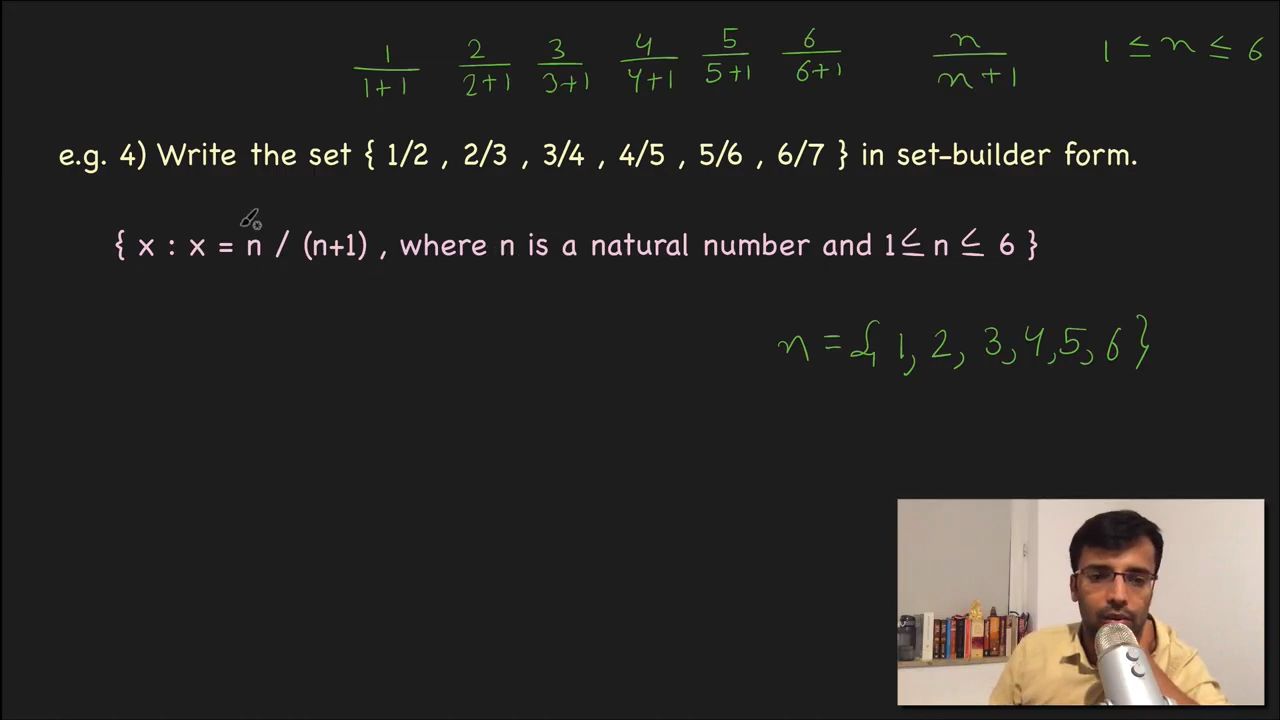 1/(1+1) 2/(2+1) 3/(3+1) 4/(4+1) 5/(5+1) 6/(6+1) n/(n+1) 1 ≤ n ≤ 6
e.g. 4) Write the set { 1/2 , 2/3 , 3/4 , 4/5 , 5/6 , 6/7 } in set-builder form.
{ x : x = n / (n+1) , where n is a natural number and 1 ≤ n ≤ 6 }
n = { 1, 2, 3, 4, 5, 6 }